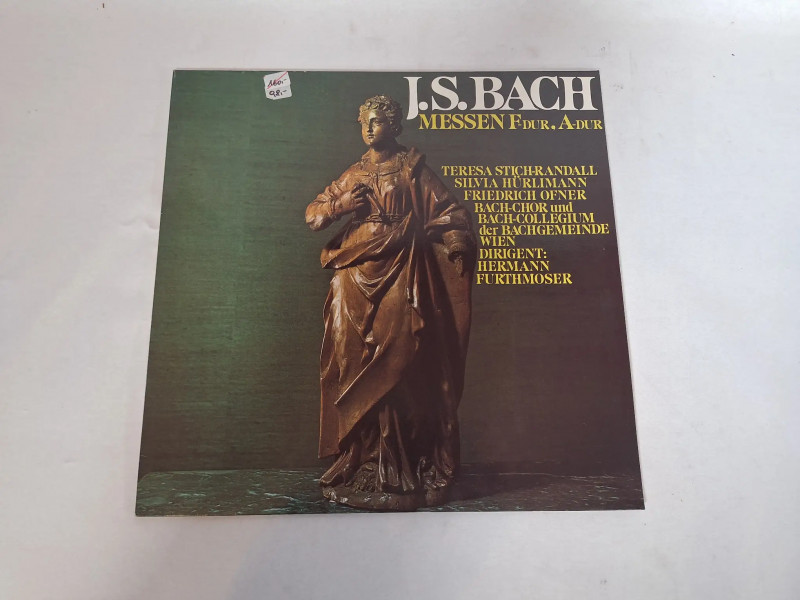 J.S. BACH
MESSEN F-DUR, A-DUR
TERESA STICH-RANDALL
SILVIA HÜRLIMANN
FRIEDRICH OFNER
BACH-CHOR und
BACH-COLLEGIUM
der BACHGEMEINDE
WIEN
DIRIGENT:
HERMANN
FURTHMOSER
98.-